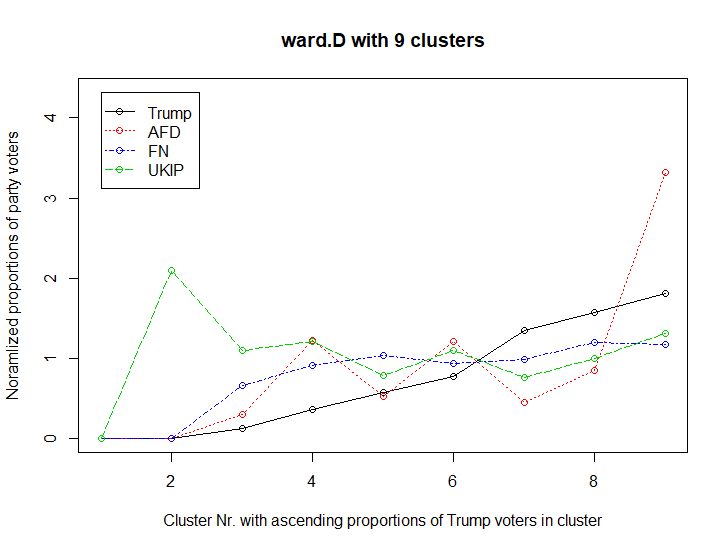 ward.D with 9 clusters
Trump
AFD
FN
UKIP
Noramlized proportions of party voters
4
3
2
1
0
2 4 6 8
Cluster Nr. with ascending proportions of Trump voters in cluster